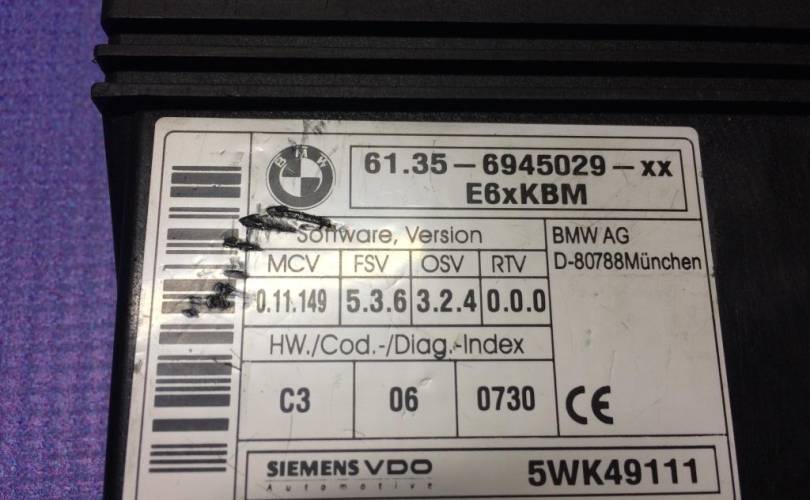 BMW
61.35-6945029-xx
E6xKBM
Software, Version
BMW AG
D-80788München
MCV FSV OSV RTV
0.11.149 5.3.6 3.2.4 0.0.0
HW./Cod.-/Diag.-Index
C3 06 0730
CE
SIEMENS VDO
Automotive
5WK49111